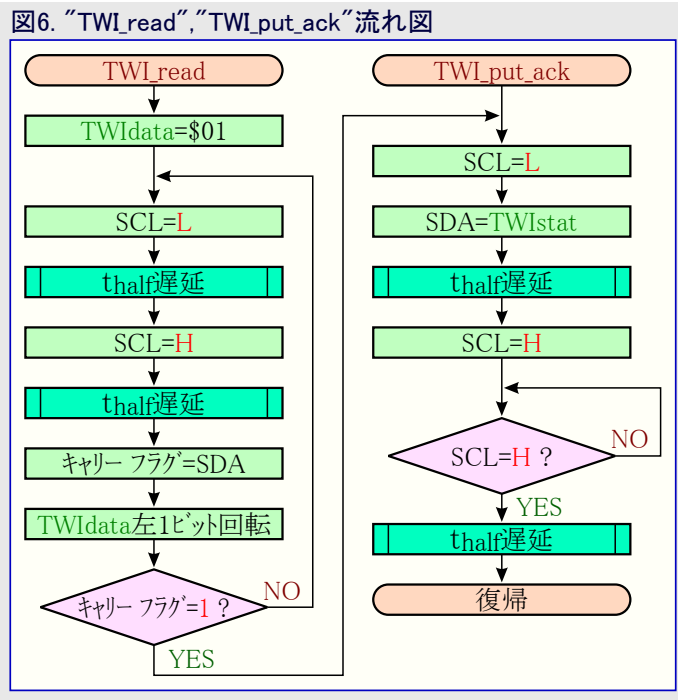 図6. "TWI_read","TWI_put_ack"流れ図
TWI_read
TWIdata=$01
SCL=L
thalf遅延
SCL=H
thalf遅延
キャリー フラグ=SDA
TWIdata左1ビット回転
キャリー フラグ=1 ?
NO
YES
TWI_put_ack
SCL=L
SDA=TWIstat
thalf遅延
SCL=H
SCL=H ?
NO
YES
thalf遅延
復帰